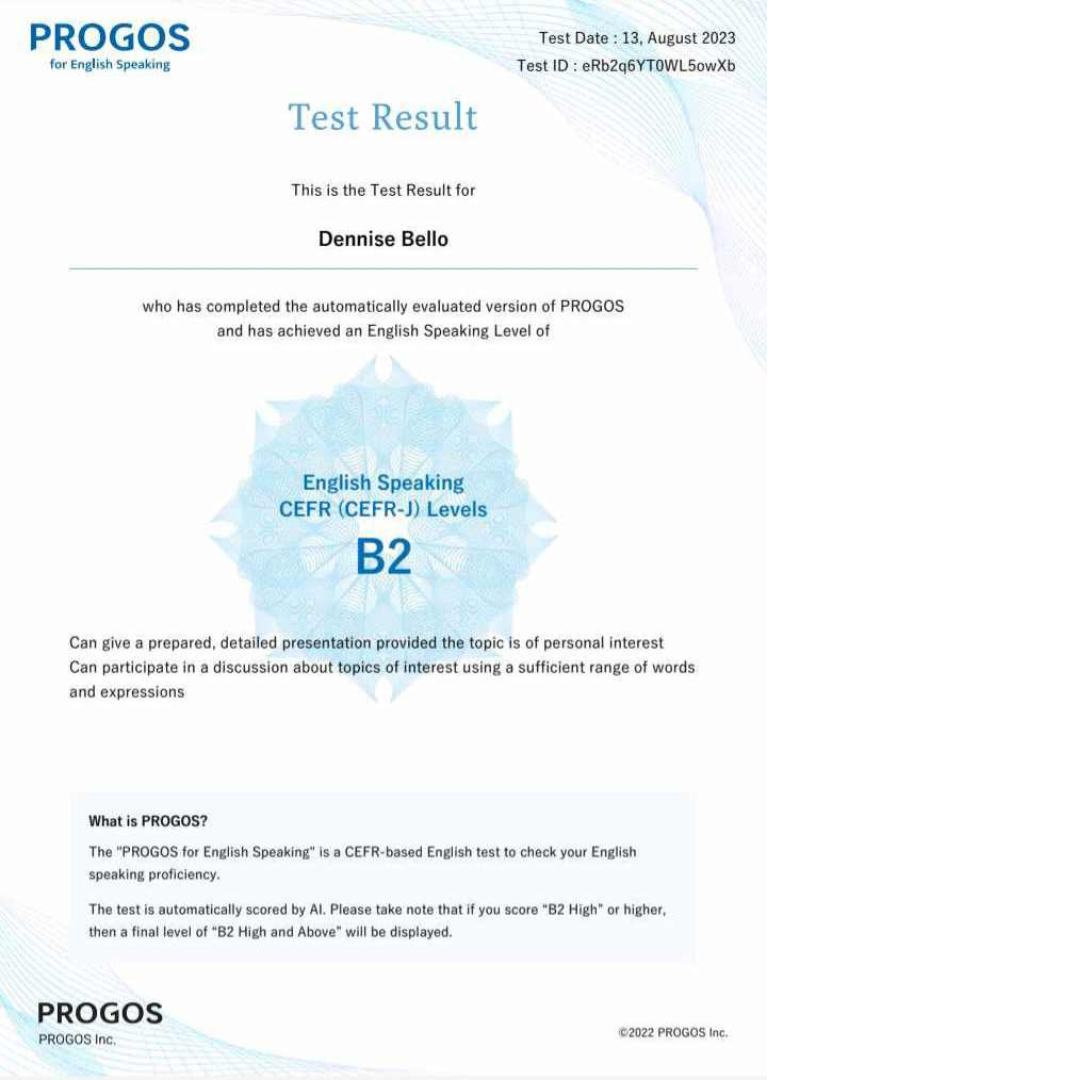 PROGOS
for English Speaking
Test Date : 13, August 2023
Test ID : eRb2q6YT0WL5owXb
Test Result
This is the Test Result for
Dennise Bello
who has completed the automatically evaluated version of PROGOS
and has achieved an English Speaking Level of
English Speaking
CEFR (CEFR-J) Levels
B2
Can give a prepared, detailed presentation provided the topic is of personal interest
Can participate in a discussion about topics of interest using a sufficient range of words
and expressions
What is PROGOS?
The "PROGOS for English Speaking" is a CEFR-based English test to check your English
speaking proficiency.
The test is automatically scored by AI. Please take note that if you score "B2 High" or higher,
then a final level of "B2 High and Above" will be displayed.
PROGOS
PROGOS Inc.
©2022 PROGOS Inc.